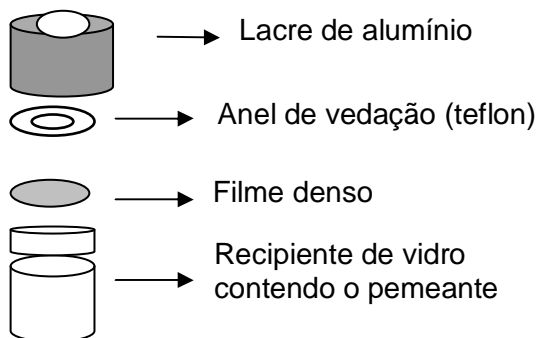 Lacre de alumínio
Anel de vedação (teflon)
Filme denso
Recipiente de vidro
contendo o pemeante